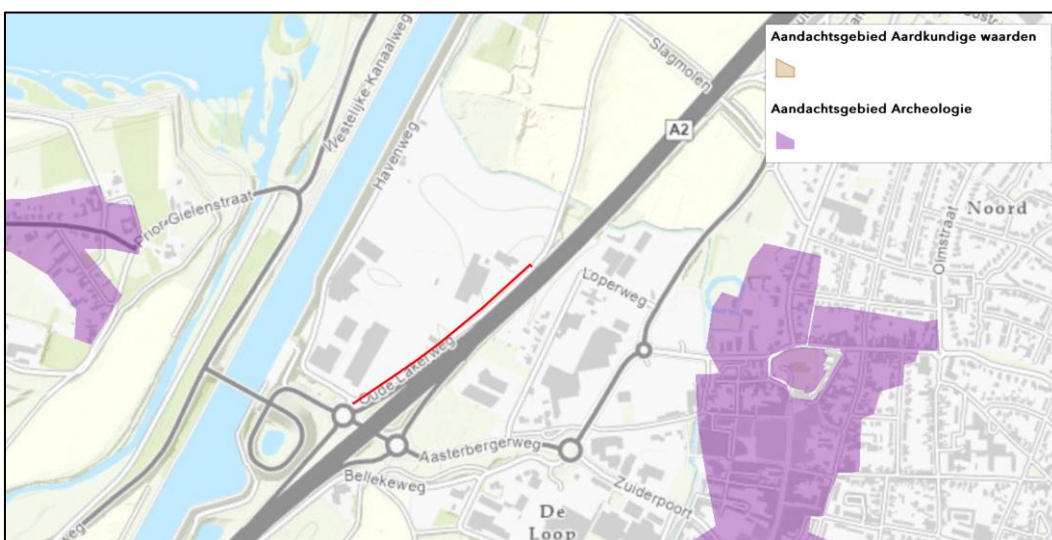 Aandachtsgebied Aardkundige waarden
Aandachtsgebied Archeologie
Slagmolen
A2
Westelijke Kanaalweg
Havenweg
Prior Gielenstraat
Noord
Olmstraat
Loperweg
Oude Lakerweg
Aasterbergerweg
Bellekeweg
Zuiderpoort
De
Loop